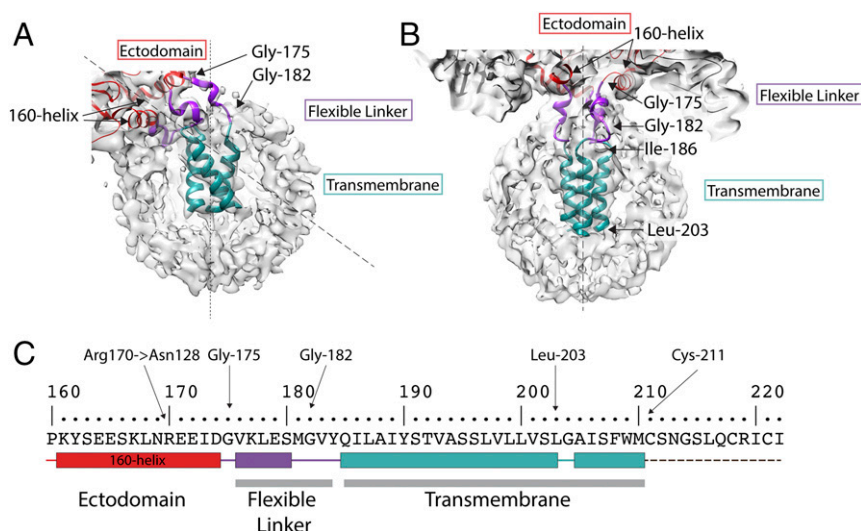 A
Ectodomain
Gly-175
Gly-182
160-helix
Flexible Linker
Transmembrane
B
Ectodomain
160-helix
Flexible Linker
Gly-175
Gly-182
Ile-186
Transmembrane
Leu-203
C
Arg170->Asn128 Gly-175 Gly-182 Leu-203 Cys-211
160 170 180 190 200 210 220
PKYSEESKLNREEIDGVKLESMGVYQILAIYSTVASSLVLLVSLGAISFWMCSNGSLQCRICI
160-helix
Ectodomain Flexible Linker Transmembrane